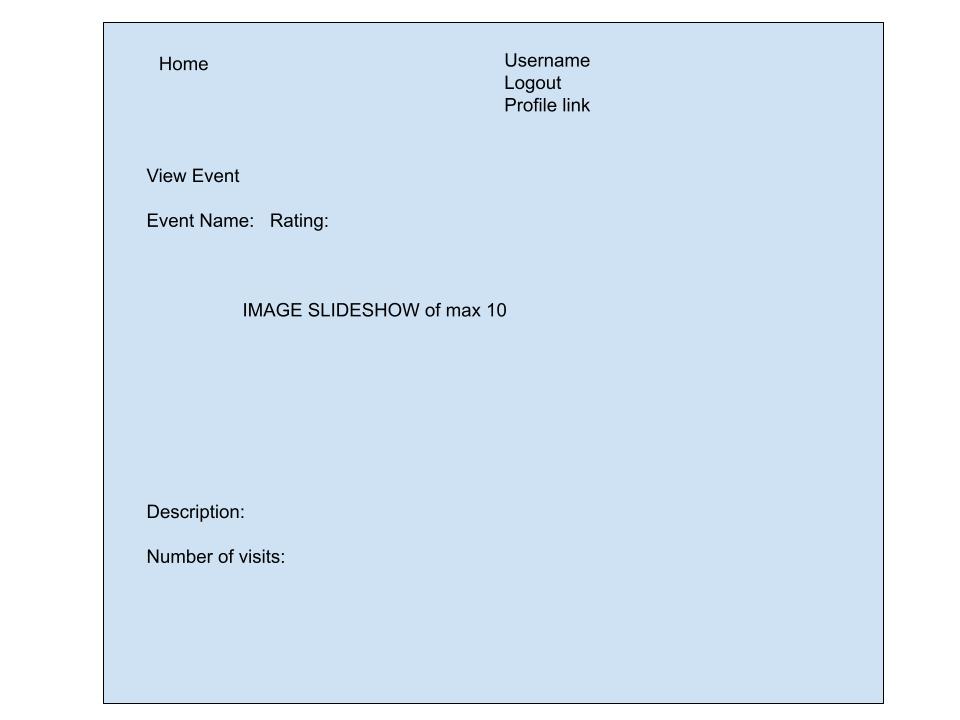 Home
Username
Logout
Profile link
View Event
Event Name:   Rating:
IMAGE SLIDESHOW of max 10
Description:
Number of visits: